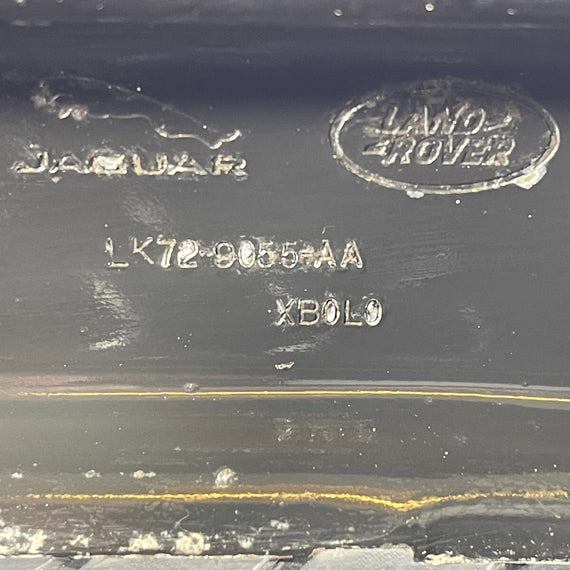 JAGUAR
LAND
ROVER
LK72-9055-AA
XB0L0